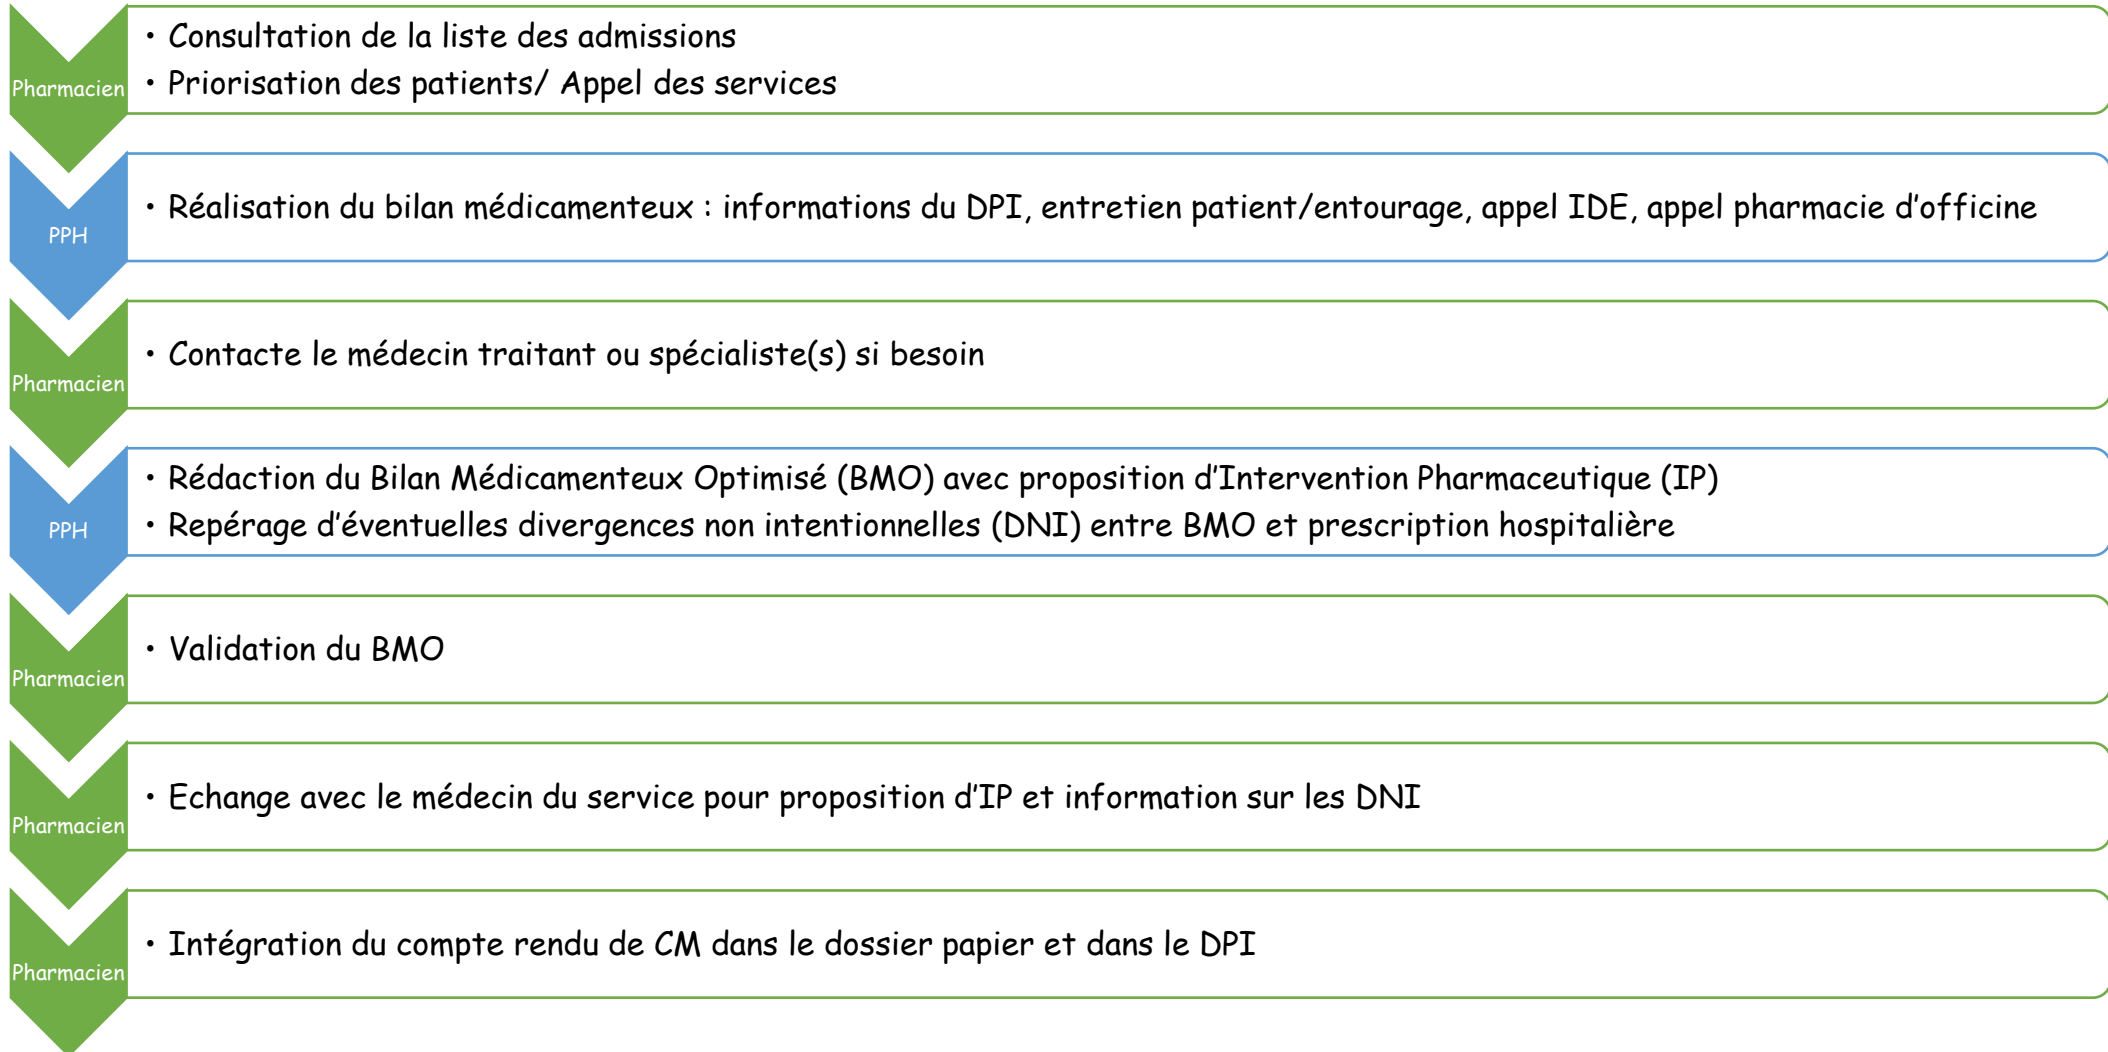 Pharmacien
• Consultation de la liste des admissions
• Priorisation des patients/ Appel des services
PPH
• Réalisation du bilan médicamenteux : informations du DPI, entretien patient/entourage, appel IDE, appel pharmacie d'officine
Pharmacien
• Contacte le médecin traitant ou spécialiste(s) si besoin
PPH
• Rédaction du Bilan Médicamenteux Optimisé (BMO) avec proposition d'Intervention Pharmaceutique (IP)
• Repérage d'éventuelles divergences non intentionnelles (DNI) entre BMO et prescription hospitalière
Pharmacien
• Validation du BMO
Pharmacien
• Echange avec le médecin du service pour proposition d'IP et information sur les DNI
Pharmacien
• Intégration du compte rendu de CM dans le dossier papier et dans le DPI